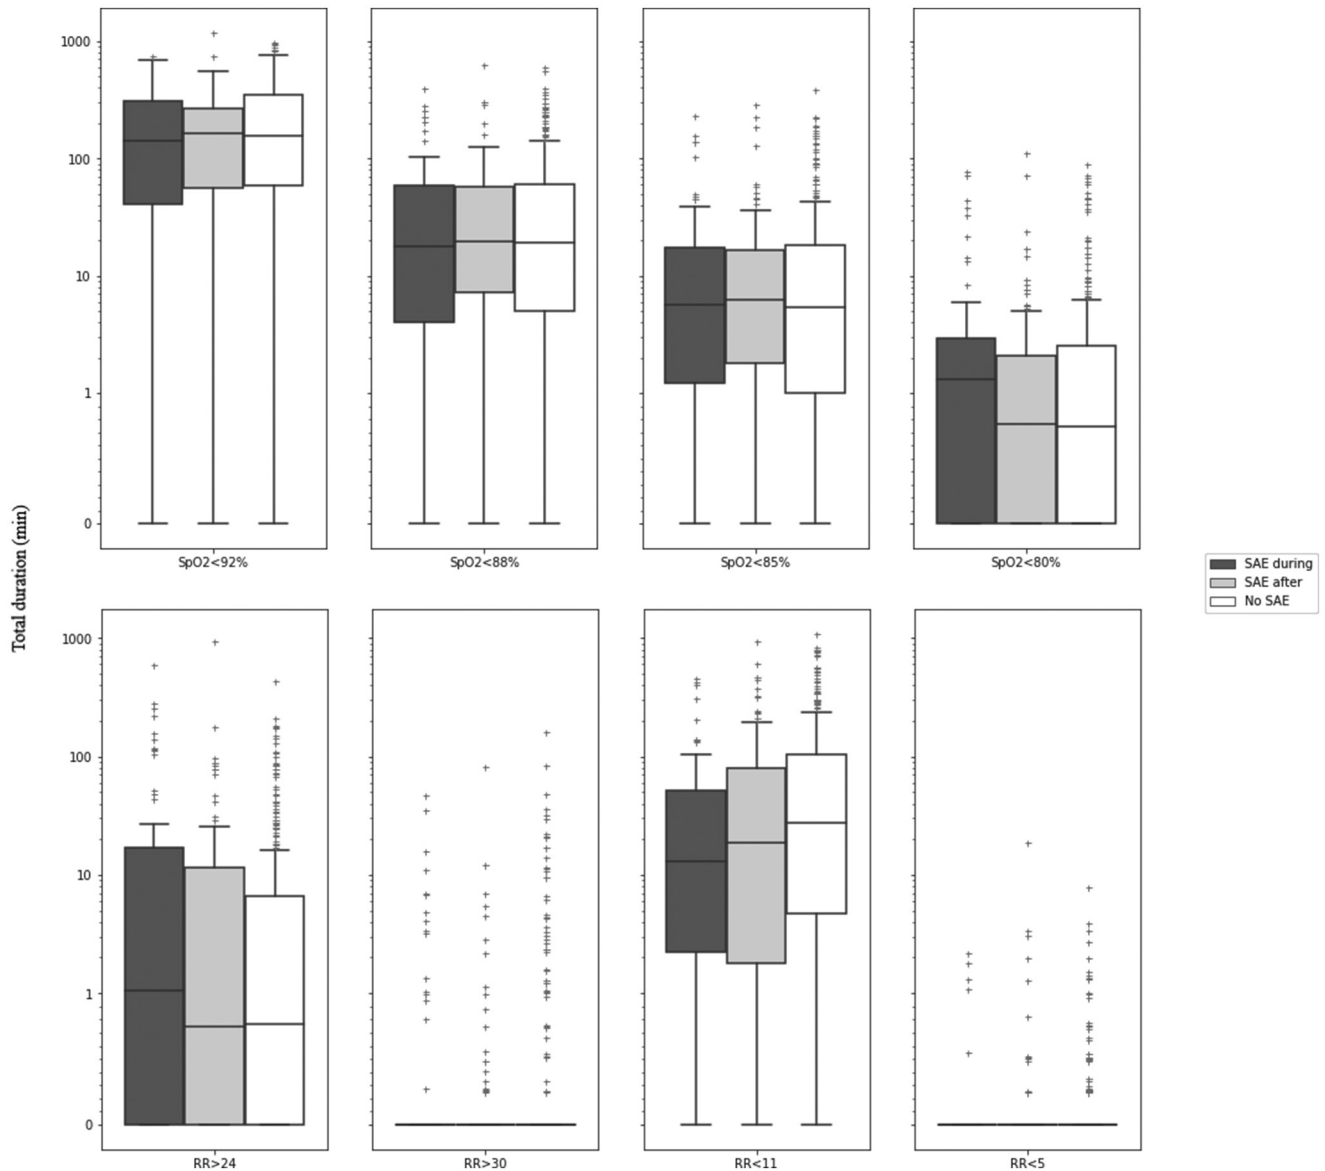 1000
100
10
1
0
SpO2<92%
SpO2<88%
SpO2<85%
SpO2<80%
Total duration (min)
SAE during
SAE after
No SAE
1000
100
10
1
0
RR>24
RR>30
RR<11
RR<5